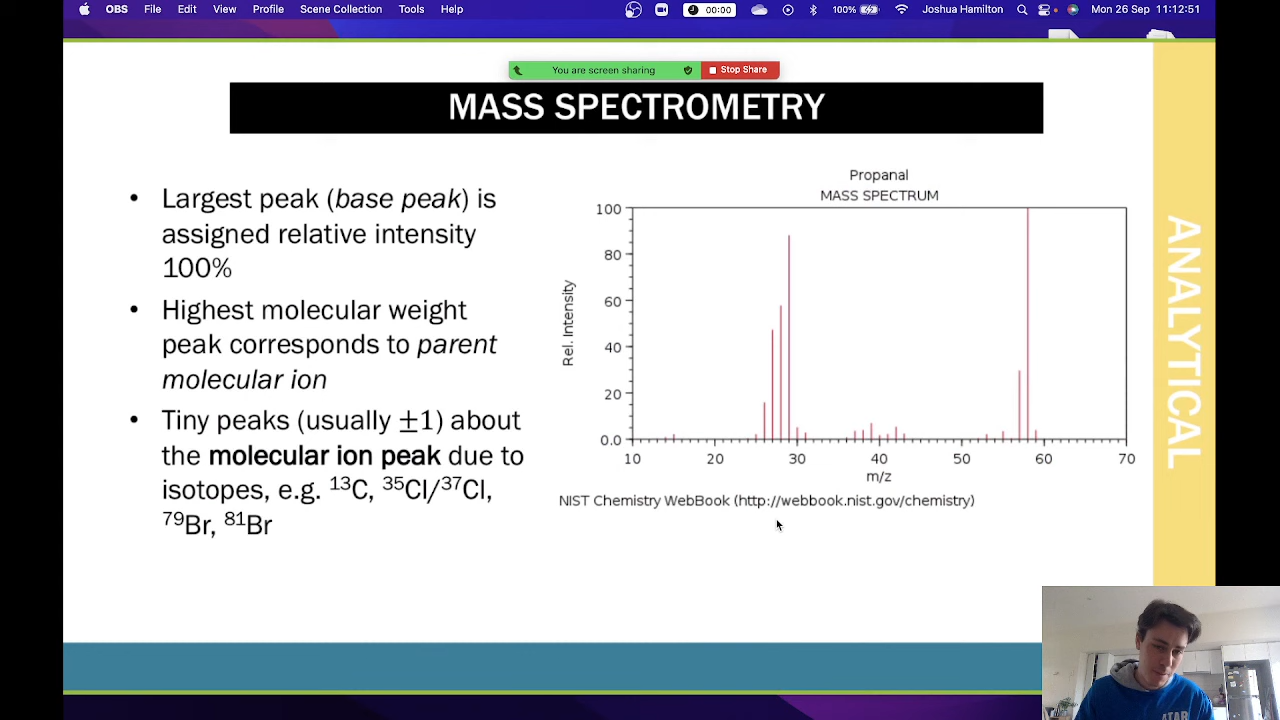 OBS File Edit View Profile Scene Collection Tools Help 00:00 100% Joshua Hamilton Mon 26 Sep 11:12:51
You are screen sharing Stop Share
MASS SPECTROMETRY
• Largest peak (base peak) is
assigned relative intensity
100%
• Highest molecular weight
peak corresponds to parent
molecular ion
• Tiny peaks (usually ±1) about
the molecular ion peak due to
isotopes, e.g. ¹³C, ³⁵Cl/³⁷Cl,
⁷⁹Br, ⁸¹Br
Propanal
MASS SPECTRUM
Rel. Intensity
100
80
60
40
20
0.0
10 20 30 40 50 60 70
m/z
NIST Chemistry WebBook (http://webbook.nist.gov/chemistry)
ANALYTICAL
ATAR